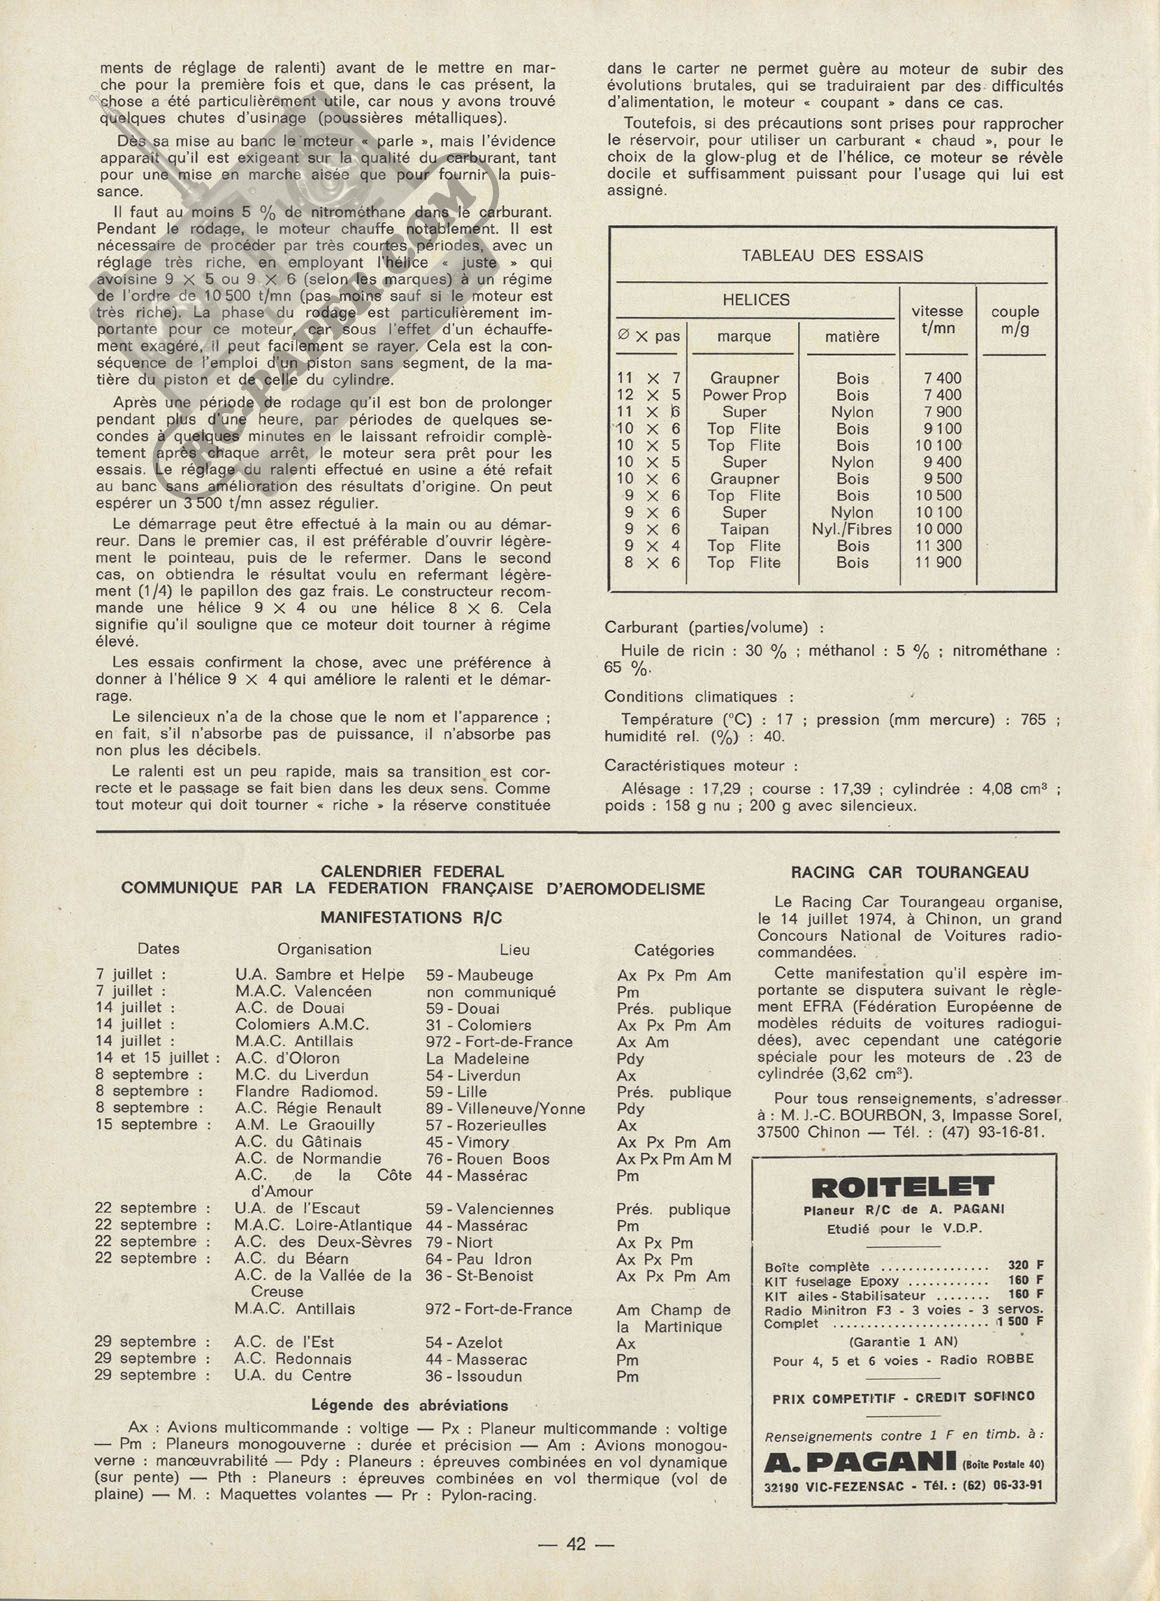 ments de réglage de ralenti) avant de le mettre en mar-
che pour la première fois et que, dans le cas présent, la
chose a été particulièrement utile, car nous y avons trouvé
quelques chutes d'usinage (poussières métalliques).
Dès sa mise au banc le moteur « parle », mais l'évidence
apparaît qu'il est exigeant sur la qualité du carburant, tant
pour une mise en marche aisée que pour fournir la puis-
sance.
Il faut au moins 5 % de nitrométhane dans le carburant.
Pendant le rodage, le moteur chauffe notablement. Il est
nécessaire de procéder par très courtes périodes, avec un
réglage très riche, en employant l'hélice « juste » qui
avoisine 9 X 5 ou 9 X 6 (selon les marques) à un régime
de l'ordre de 10 500 t/mn (pas moins sauf si le moteur est
très riche). La phase du rodage est particulièrement im-
portante pour ce moteur, car sous l'effet d'un échauffe-
ment exagéré, il peut facilement se rayer. Cela est la con-
séquence de l'emploi d'un piston sans segment, de la ma-
tière du piston et de celle du cylindre.
Après une période de rodage qu'il est bon de prolonger
pendant plus d'une heure, par périodes de quelques se-
condes à quelques minutes en le laissant refroidir complè-
tement après chaque arrêt, le moteur sera prêt pour les
essais. Le réglage du ralenti effectué en usine a été refait
au banc sans amélioration des résultats d'origine. On peut
espérer un 3 500 t/mn assez régulier.
Le démarrage peut être effectué à la main ou au démar-
reur. Dans le premier cas, il est préférable d'ouvrir légère-
ment le pointeau, puis de le refermer. Dans le second
cas, on obtiendra le résultat voulu en refermant légère-
ment (1/4) le papillon des gaz frais. Le constructeur recom-
mande une hélice 9 X 4 ou une hélice 8 X 6. Cela
signifie qu'il souligne que ce moteur doit tourner à régime
élevé.
Les essais confirment la chose, avec une préférence à
donner à l'hélice 9 X 4 qui améliore le ralenti et le démar-
rage.
Le silencieux n'a de la chose que le nom et l'apparence ;
en fait, s'il n'absorbe pas de puissance, il n'absorbe pas
non plus les décibels.
Le ralenti est un peu rapide, mais sa transition est cor-
recte et le passage se fait bien dans les deux sens. Comme
tout moteur qui doit tourner « riche » la réserve constituée
dans le carter ne permet guère au moteur de subir des
évolutions brutales, qui se traduiraient par des difficultés
d'alimentation, le moteur « coupant » dans ce cas.
Toutefois, si des précautions sont prises pour rapprocher
le réservoir, pour utiliser un carburant « chaud », pour le
choix de la glow-plug et de l'hélice, ce moteur se révèle
docile et suffisamment puissant pour l'usage qui lui est
assigné.
TABLEAU DES ESSAIS
HELICES vitesse t/mn couple m/g
Ø X pas marque matière
11 X 7 Graupner Bois 7 400
12 X 5 Power Prop Bois 7 400
11 X 6 Super Nylon 7 900
10 X 6 Top Flite Bois 9 100
10 X 5 Top Flite Bois 10 100
10 X 5 Super Nylon 9 400
10 X 6 Graupner Bois 9 500
9 X 6 Top Flite Bois 10 500
9 X 6 Super Nylon 10 100
9 X 6 Taipan Nyl./Fibres 10 000
9 X 4 Top Flite Bois 11 300
8 X 6 Top Flite Bois 11 900
Carburant (parties/volume) :
Huile de ricin : 30 % ; méthanol : 5 % ; nitrométhane :
65 %.
Conditions climatiques :
Température (°C) : 17 ; pression (mm mercure) : 765 ;
humidité rel. (%) : 40.
Caractéristiques moteur :
Alésage : 17,29 ; course : 17,39 ; cylindrée : 4,08 cm³ ;
poids : 158 g nu ; 200 g avec silencieux.
RC-PAPER.COM
CALENDRIER FEDERAL
COMMUNIQUE PAR LA FEDERATION FRANÇAISE D'AEROMODELISME
MANIFESTATIONS R/C
Dates Organisation Lieu Catégories
7 juillet : U.A. Sambre et Helpe 59 - Maubeuge Ax Px Pm Am
7 juillet : M.A.C. Valencéen non communiqué Pm
14 juillet : A.C. de Douai 59 - Douai Prés. publique
14 juillet : Colomiers A.M.C. 31 - Colomiers Ax Px Pm Am
14 juillet : M.A.C. Antillais 972 - Fort-de-France Ax Am
14 et 15 juillet : A.C. d'Oloron La Madeleine Pdy
8 septembre : M.C. du Liverdun 54 - Liverdun Ax
8 septembre : Flandre Radiomod. 59 - Lille Prés. publique
8 septembre : A.C. Régie Renault 89 - Villeneuve/Yonne Pdy
15 septembre : A.M. Le Graouilly 57 - Rozerieulles Ax
A.C. du Gâtinais 45 - Vimory Ax Px Pm Am
A.C. de Normandie 76 - Rouen Boos Ax Px Pm Am M
A.C. de la Côte 44 - Massérac Pm
d'Amour
22 septembre : U.A. de l'Escaut 59 - Valenciennes Prés. publique
22 septembre : M.A.C. Loire-Atlantique 44 - Massérac Pm
22 septembre : A.C. des Deux-Sèvres 79 - Niort Ax Px Pm
22 septembre : A.C. du Béarn 64 - Pau Idron Ax Px Pm
A.C. de la Vallée de la 36 - St-Benoist Ax Px Pm Am
Creuse
M.A.C. Antillais 972 - Fort-de-France Am Champ de
la Martinique
29 septembre : A.C. de l'Est 54 - Azelot Ax
29 septembre : A.C. Redonnais 44 - Masserac Pm
29 septembre : U.A. du Centre 36 - Issoudun Pm
Légende des abréviations
Ax : Avions multicommande : voltige — Px : Planeur multicommande : voltige
— Pm : Planeurs monogouverne : durée et précision — Am : Avions monogou-
verne : manœuvrabilité — Pdy : Planeurs : épreuves combinées en vol dynamique
(sur pente) — Pth : Planeurs : épreuves combinées en vol thermique (vol de
plaine) — M. : Maquettes volantes — Pr : Pylon-racing.
RACING CAR TOURANGEAU
Le Racing Car Tourangeau organise,
le 14 juillet 1974, à Chinon, un grand
Concours National de Voitures radio-
commandées.
Cette manifestation qu'il espère im-
portante se disputera suivant le règle-
ment EFRA (Fédération Européenne de
modèles réduits de voitures radiogui-
dées), avec cependant une catégorie
spéciale pour les moteurs de .23 de
cylindrée (3,62 cm³).
Pour tous renseignements, s'adresser
à : M. J.-C. BOURBON, 3, Impasse Sorel,
37500 Chinon — Tél. : (47) 93-16-81.
ROITELET
Planeur R/C de A. PAGANI
Etudié pour le V.D.P.
Boîte complète ................ 320 F
KIT fuselage Epoxy ............ 160 F
KIT ailes - Stabilisateur ........ 160 F
Radio Minitron F3 - 3 voies - 3 servos.
Complet ....................... 1 500 F
(Garantie 1 AN)
Pour 4, 5 et 6 voies - Radio ROBBE
PRIX COMPETITIF - CREDIT SOFINCO
Renseignements contre 1 F en timb. à :
A. PAGANI (Boîte Postale 40)
32190 VIC-FEZENSAC - Tél. : (62) 06-33-91
— 42 —